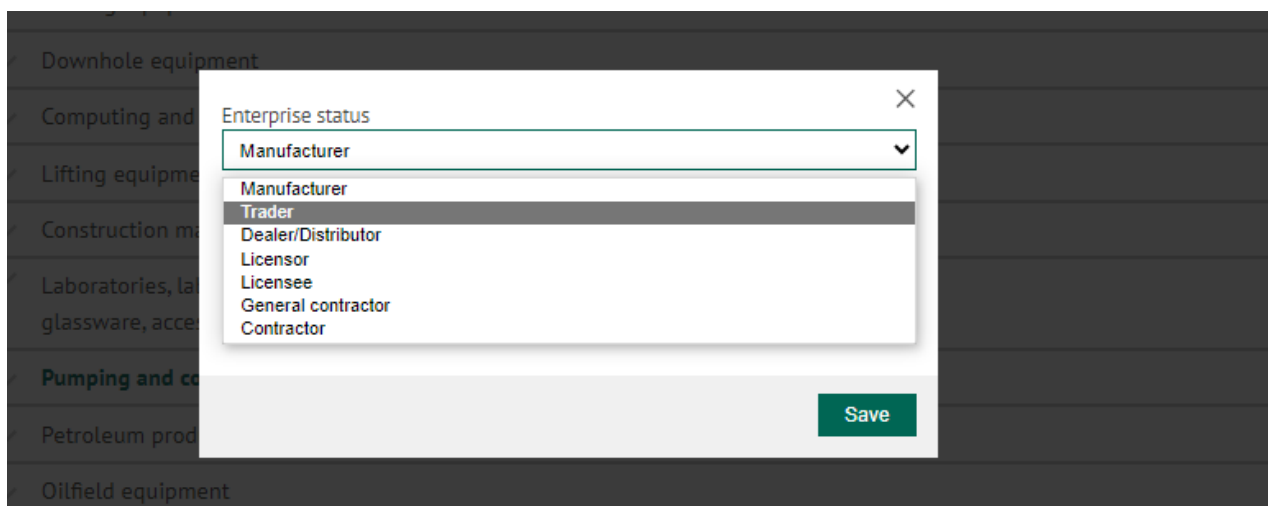 Downhole equipment
Computing and
Enterprise status
Manufacturer
Lifting equipme
Manufacturer
Trader
Dealer/Distributor
Licensor
Licensee
General contractor
Contractor
Construction ma
Laboratories, la
glassware, acce
Pumping and co
Save
Petroleum prod
Oilfield equipment